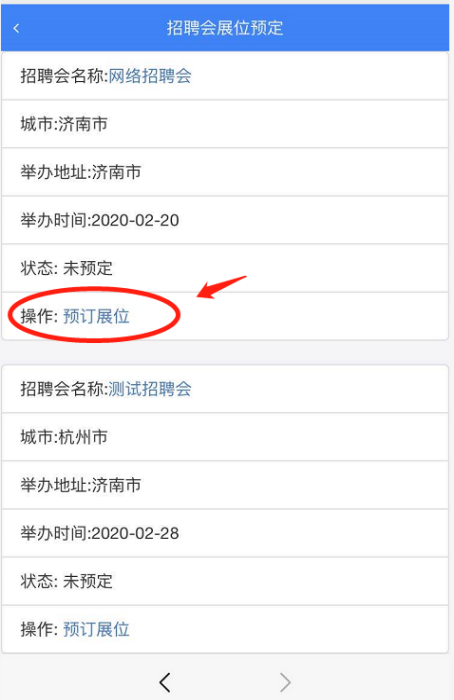 招聘会展位预定
招聘会名称:网络招聘会
城市:济南市
举办地址:济南市
举办时间:2020-02-20
状态: 未预定
操作: 预订展位
招聘会名称:测试招聘会
城市:杭州市
举办地址:济南市
举办时间:2020-02-28
状态: 未预定
操作: 预订展位